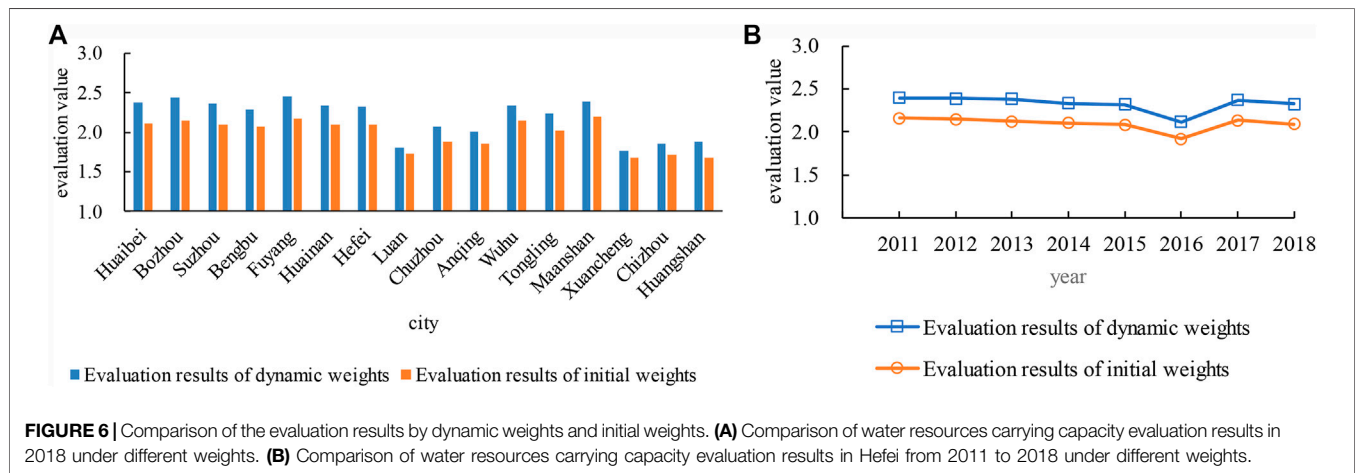 A
evaluation value
3.0
2.5
2.0
1.5
1.0
Huaibei
Bozhou
Suzhou
Bengbu
Fuyang
Huainan
Hefei
Luan
Chuzhou
Anqing
Wuhu
Tongling
Maanshan
Xuancheng
Chizhou
Huangshan
city
Evaluation results of dynamic weights
Evaluation results of initial weights
B
evaluation value
3.0
2.5
2.0
1.5
1.0
2011 2012 2013 2014 2015 2016 2017 2018
year
Evaluation results of dynamic weights
Evaluation results of initial weights
FIGURE 6 | Comparison of the evaluation results by dynamic weights and initial weights. (A) Comparison of water resources carrying capacity evaluation results in
2018 under different weights. (B) Comparison of water resources carrying capacity evaluation results in Hefei from 2011 to 2018 under different weights.